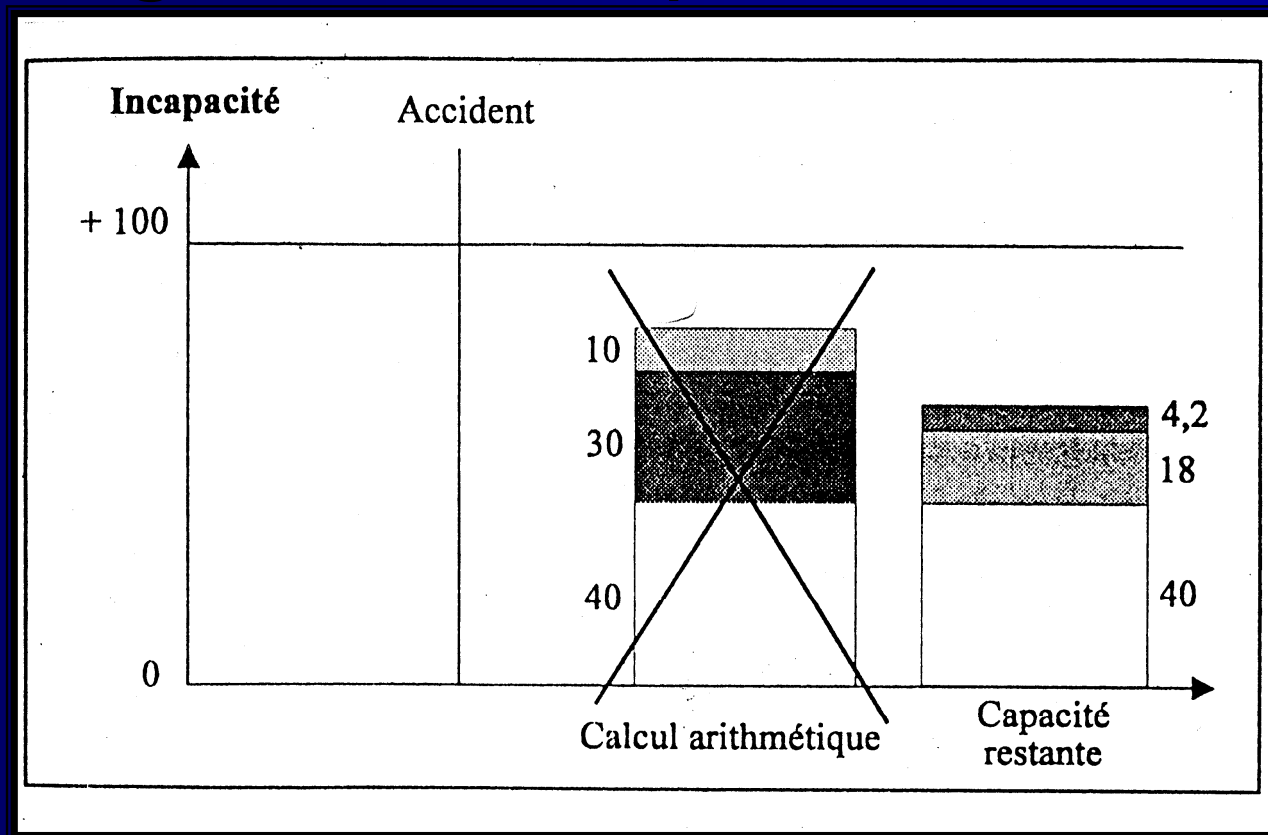 Incapacité
Accident
+ 100
10
30
40
4,2
18
40
0
Calcul arithmétique
Capacité
restante